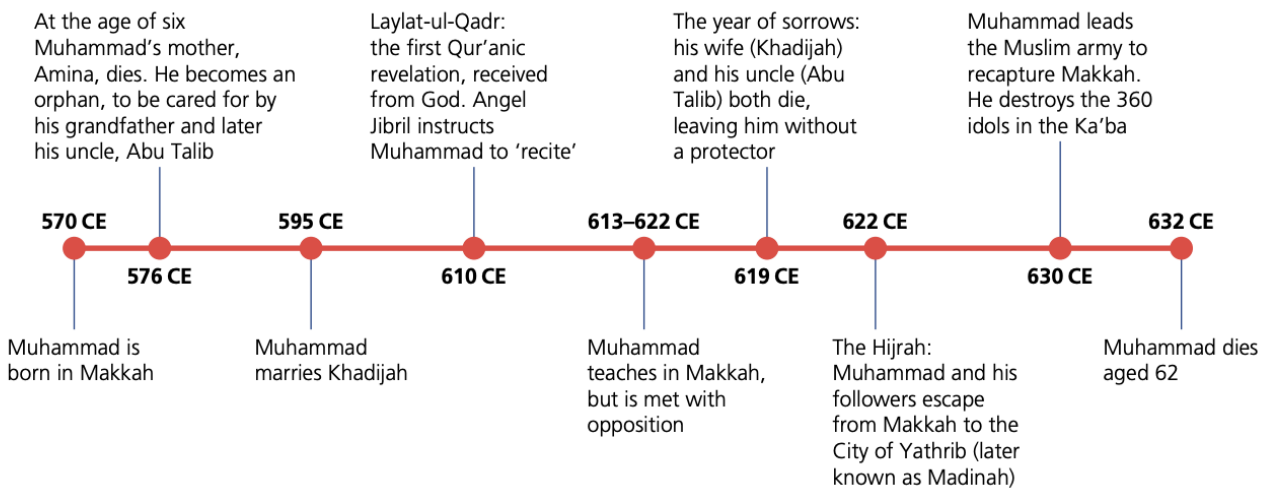 At the age of six
Muhammad’s mother,
Amina, dies. He becomes an
orphan, to be cared for by
his grandfather and later
his uncle, Abu Talib
Laylat-ul-Qadr:
the first Qur’anic
revelation, received
from God. Angel
Jibril instructs
Muhammad to ‘recite’
The year of sorrows:
his wife (Khadijah)
and his uncle (Abu
Talib) both die,
leaving him without
a protector
Muhammad leads
the Muslim army to
recapture Makkah.
He destroys the 360
idols in the Ka’ba
570 CE
595 CE
613–622 CE
622 CE
632 CE
576 CE
610 CE
619 CE
630 CE
Muhammad is
born in Makkah
Muhammad
marries Khadijah
Muhammad
teaches in Makkah,
but is met with
opposition
The Hijrah:
Muhammad and his
followers escape
from Makkah to the
City of Yathrib (later
known as Madinah)
Muhammad dies
aged 62